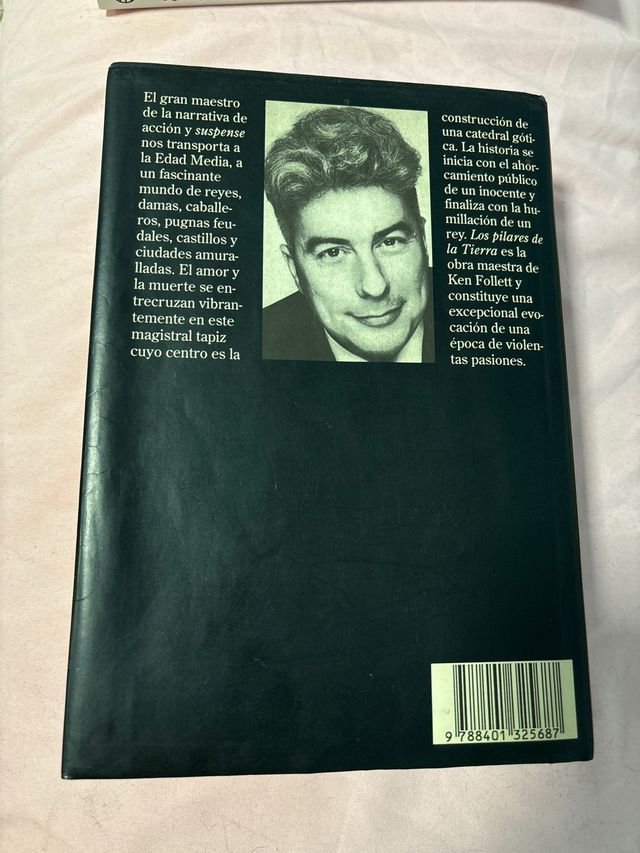 El gran maestro
de la narrativa de
acción y suspense
nos transporta a
la Edad Media, a
un fascinante
mundo de reyes,
damas, caballe-
ros, pugnas feu-
dales, castillos y
ciudades amura-
lladas. El amor y
la muerte se en-
trecruzan vibran-
temente en este
magistral tapiz
cuyo centro es la
construcción de
una catedral góti-
ca. La historia se
inicia con el ahor-
camiento público
de un inocente y
finaliza con la hu-
millación de un
rey. Los pilares de
la Tierra es la
obra maestra de
Ken Follett y
constituye una
excepcional evo-
cación de una
época de violen-
tas pasiones.
9 788401 325687